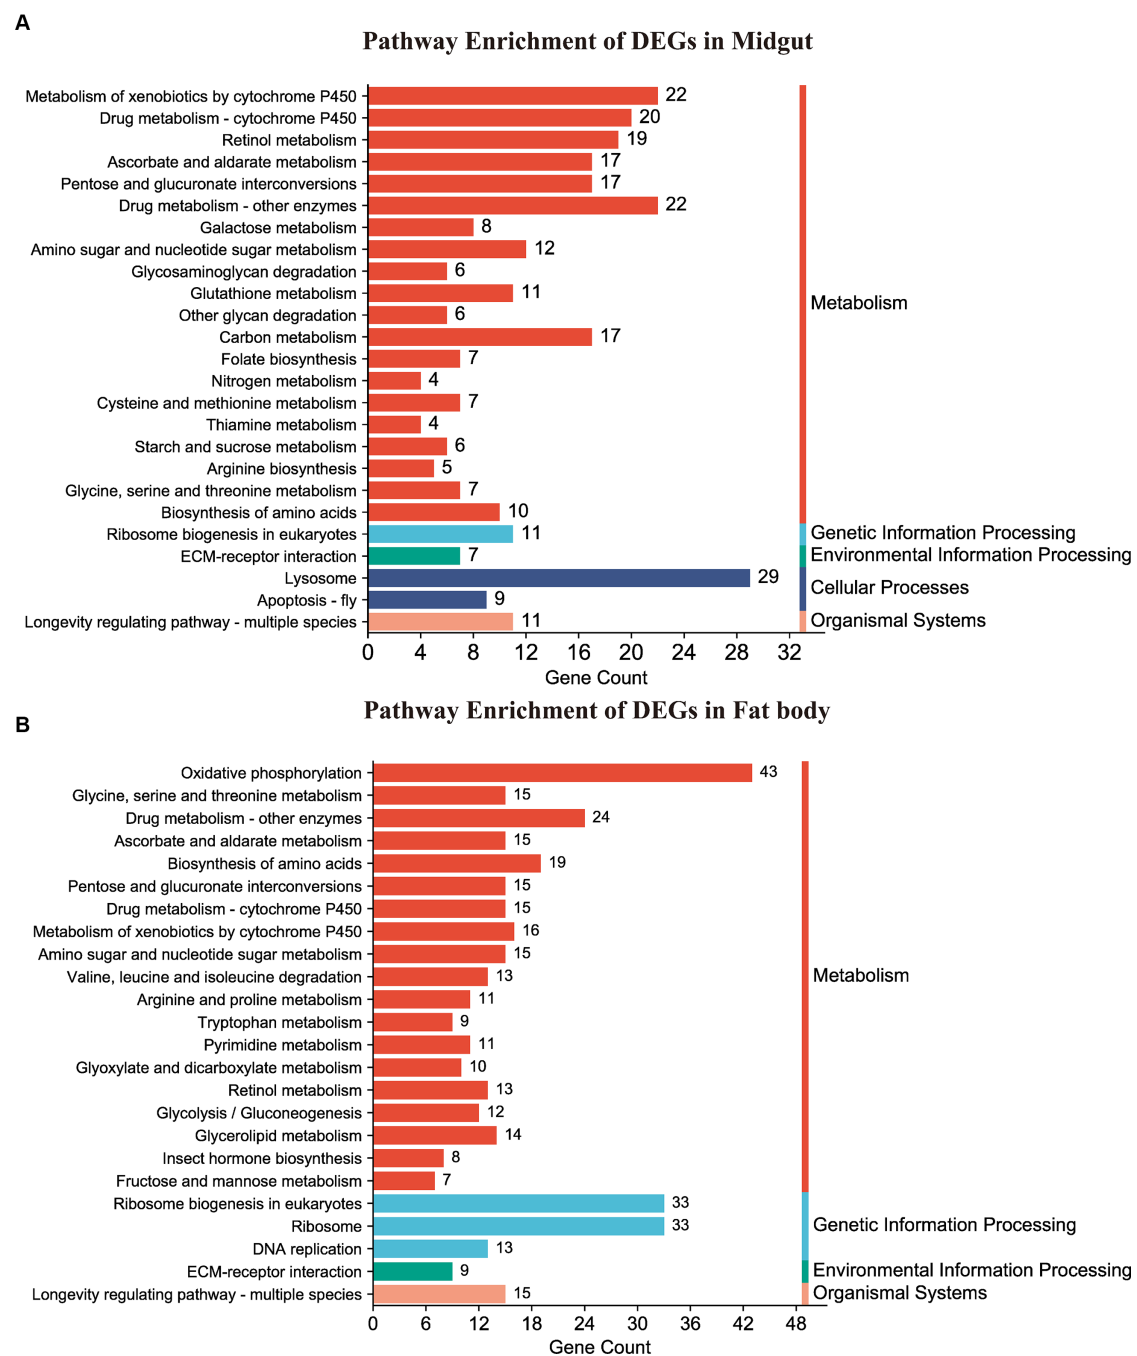 A
Pathway Enrichment of DEGs in Midgut
Metabolism of xenobiotics by cytochrome P450 22
Drug metabolism - cytochrome P450 20
Retinol metabolism 19
Ascorbate and aldarate metabolism 17
Pentose and glucuronate interconversions 17
Drug metabolism - other enzymes 22
Galactose metabolism 8
Amino sugar and nucleotide sugar metabolism 12
Glycosaminoglycan degradation 6
Glutathione metabolism 11
Metabolism
Other glycan degradation 6
Carbon metabolism 17
Folate biosynthesis 7
Nitrogen metabolism 4
Cysteine and methionine metabolism 7
Thiamine metabolism 4
Starch and sucrose metabolism 6
Arginine biosynthesis 5
Glycine, serine and threonine metabolism 7
Biosynthesis of amino acids 10
Ribosome biogenesis in eukaryotes 11 Genetic Information Processing
ECM-receptor interaction 7 Environmental Information Processing
Lysosome 29
Cellular Processes
Apoptosis - fly 9
Longevity regulating pathway - multiple species 11 Organismal Systems
0 4 8 12 16 20 24 28 32
Gene Count
B
Pathway Enrichment of DEGs in Fat body
Oxidative phosphorylation 43
Glycine, serine and threonine metabolism 15
Drug metabolism - other enzymes 24
Ascorbate and aldarate metabolism 15
Biosynthesis of amino acids 19
Pentose and glucuronate interconversions 15
Drug metabolism - cytochrome P450 15
Metabolism of xenobiotics by cytochrome P450 16
Amino sugar and nucleotide sugar metabolism 15
Valine, leucine and isoleucine degradation 13 Metabolism
Arginine and proline metabolism 11
Tryptophan metabolism 9
Pyrimidine metabolism 11
Glyoxylate and dicarboxylate metabolism 10
Retinol metabolism 13
Glycolysis / Gluconeogenesis 12
Glycerolipid metabolism 14
Insect hormone biosynthesis 8
Fructose and mannose metabolism 7
Ribosome biogenesis in eukaryotes 33
Ribosome 33 Genetic Information Processing
DNA replication 13
ECM-receptor interaction 9 Environmental Information Processing
Longevity regulating pathway - multiple species 15 Organismal Systems
0 6 12 18 24 30 36 42 48
Gene Count